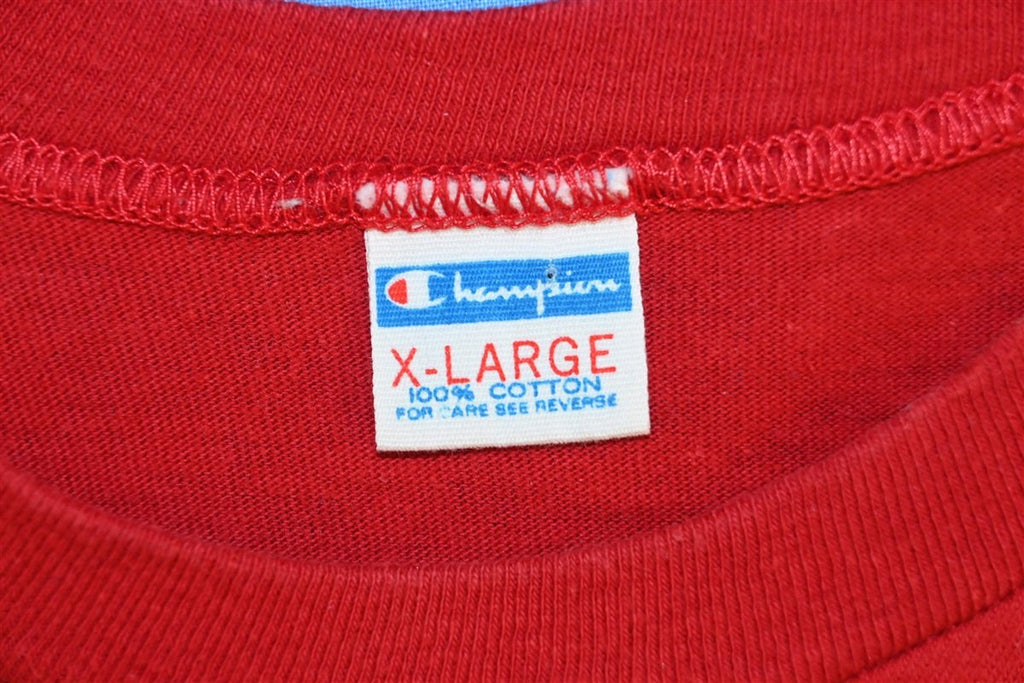 Champion
X-LARGE
100% COTTON
FOR CARE SEE REVERSE